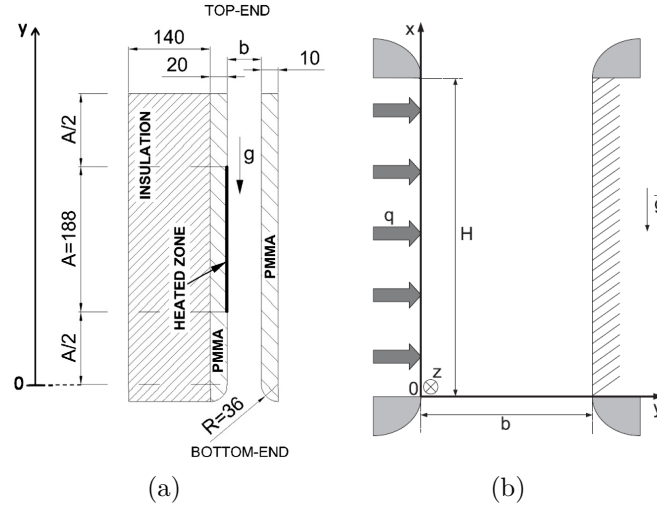 TOP-END
y
140
b
10
20
A/2
INSULATION
g
A=188
HEATED ZONE
PMMA
A/2
PMMA
0
R=36
BOTTOM-END
(a)
x
q
H
g
z
0
b
y
(b)